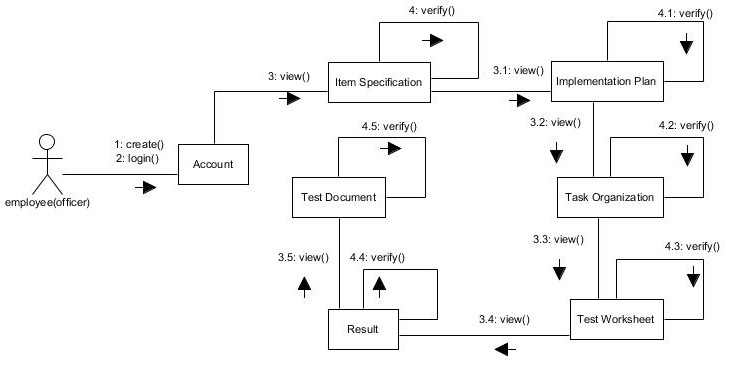 4: verify()
4.1: verify()
3: view()
Item Specification
3.1: view()
Implementation Plan
4.5: verify()
3.2: view()
4.2: verify()
1: create()
2: login()
Account
employee(officer)
Test Document
Task Organization
3.5: view()
4.4: verify()
3.3: view()
4.3: verify()
Result
3.4: view()
Test Worksheet